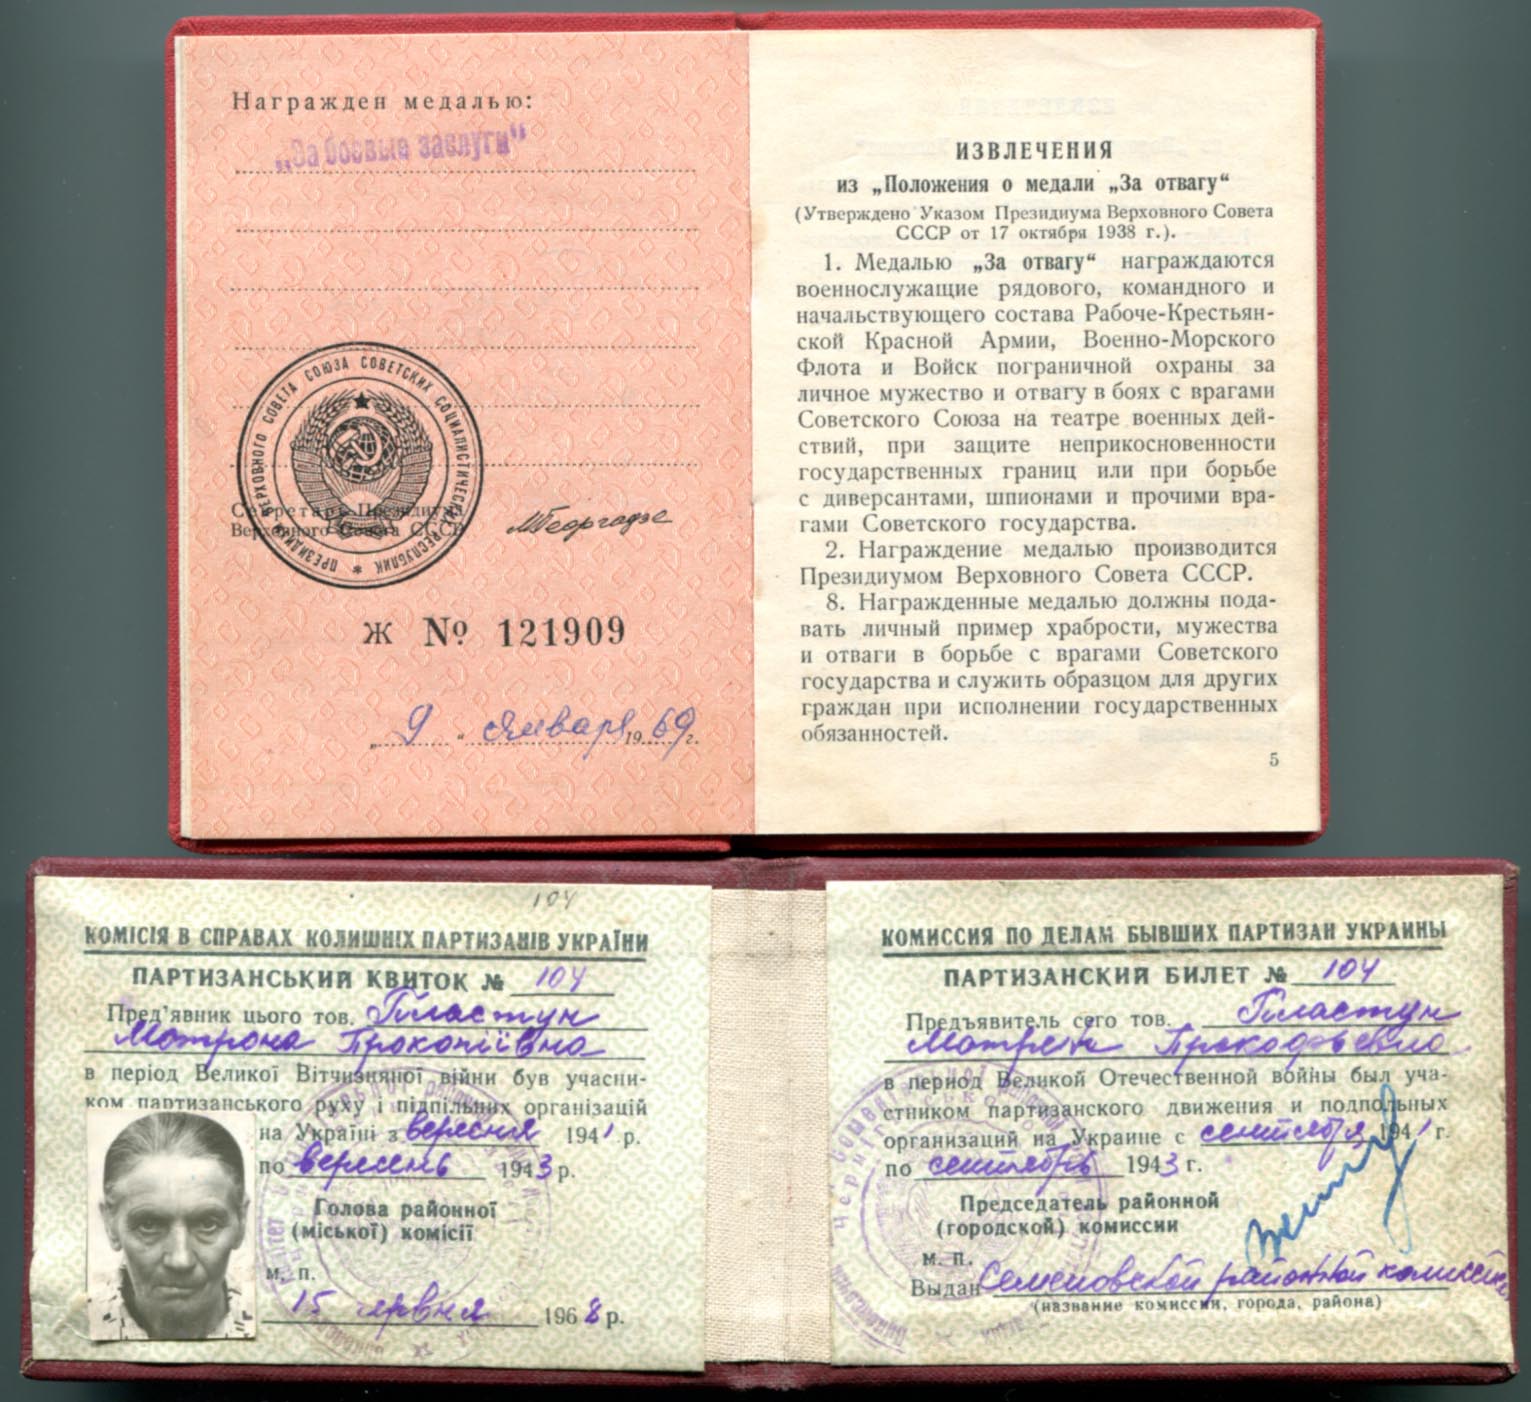 Награжден медалью:
„За боевые заслуги“
ПРЕЗИДИУМ ВЕРХОВНОГО СОВЕТА СОЮЗА СОВЕТСКИХ СОЦИАЛИСТИЧЕСКИХ РЕСПУБЛИК
Секретарь Президиума
Верховного Совета СССР
МГеоргадзе
Ж № 121909
„9“ января 1969 г.
ИЗВЛЕЧЕНИЯ
из „Положения о медали „За отвагу“
(Утверждено Указом Президиума Верховного Совета
СССР от 17 октября 1938 г.).
1. Медалью „За отвагу“ награждаются
военнослужащие рядового, командного и
начальствующего состава Рабоче-Крестьян-
ской Красной Армии, Военно-Морского
Флота и Войск пограничной охраны за
личное мужество и отвагу в боях с врагами
Советского Союза на театре военных дей-
ствий, при защите неприкосновенности
государственных границ или при борьбе
с диверсантами, шпионами и прочими вра-
гами Советского государства.
2. Награждение медалью производится
Президиумом Верховного Совета СССР.
8. Награжденные медалью должны пода-
вать личный пример храбрости, мужества
и отваги в борьбе с врагами Советского
государства и служить образцом для других
граждан при исполнении государственных
обязанностей.
5
104
КОМІСІЯ В СПРАВАХ КОЛИШНІХ ПАРТИЗАНІВ УКРАЇНИ
ПАРТИЗАНСЬКИЙ КВИТОК № 104
Пред'явник цього тов. Пластун
Мотрона Прокопіївна
в період Великої Вітчизняної війни був учасни-
ком партизанського руху і підпільних організацій
на Україні з вересня 1941 р.
по вересень 1943 р.
Голова районної
(міської) комісії
м. п.
15 червня 1968 р.
КОМИССИЯ ПО ДЕЛАМ БЫВШИХ ПАРТИЗАН УКРАИНЫ
ПАРТИЗАНСКИЙ БИЛЕТ № 104
Предъявитель сего тов. Пластун
Мотрена Прокофьевна
в период Великой Отечественной войны был уча-
стником партизанского движения и подпольных
организаций на Украине с сентября 1941 г.
по сентябрь 1943 г.
Председатель районной
(городской) комиссии
м. п.
Выдан Семеновской районной комиссией
(название комиссии, города, района)